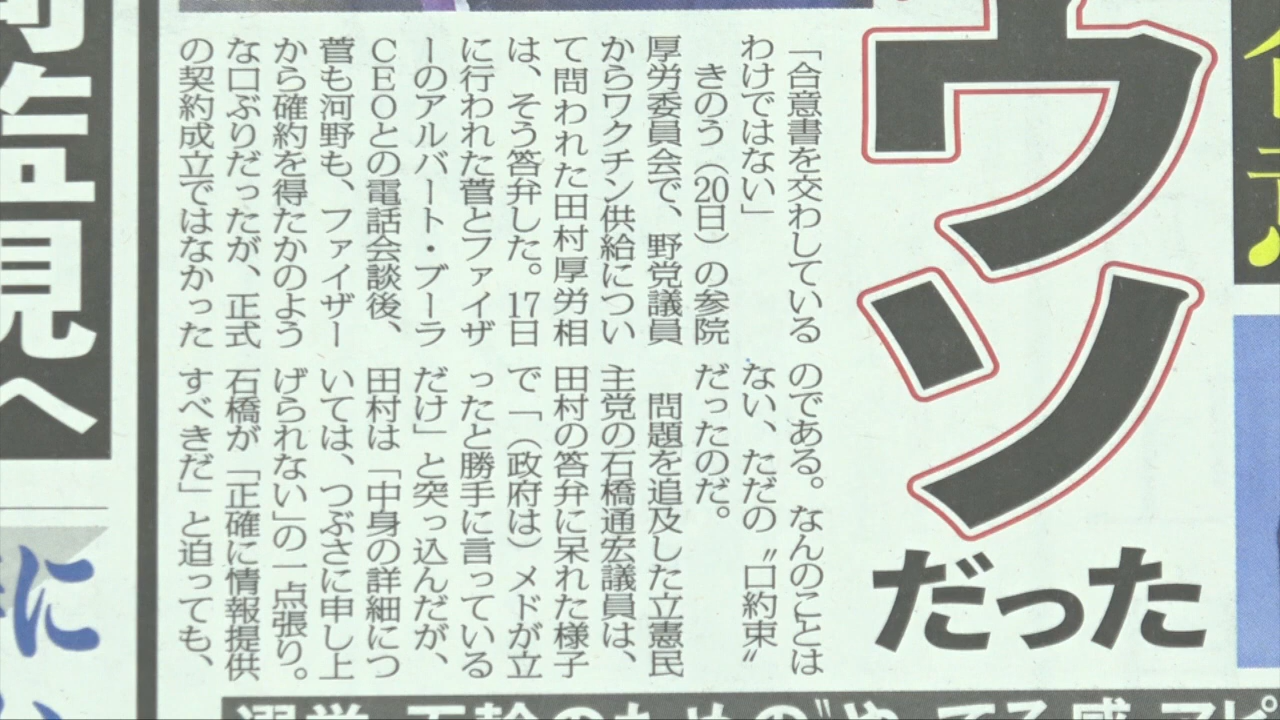 ウソ
だった
「合意書を交わしている
わけではない」
きのう（20日）の参院
厚労委員会で、野党議員
からワクチン供給につい
て問われた田村厚労相
は、そう答弁した。17日
に行われた菅とファイザ
ーのアルバート・ブーラ
CEOとの電話会談後、
菅も河野も、ファイザー
から確約を得たかのよう
な口ぶりだったが、正式
の契約成立ではなかった
のである。なんのことは
ない、ただの〝口約束〟
だったのだ。
問題を追及した立憲民
主党の石橋通宏議員は、
田村の答弁に呆れた様子
で「（政府は）メドが立
ったと勝手に言っている
だけ」と突っ込んだが、
田村は「中身の詳細につ
いては、つぶさに申し上
げられない」の一点張り。
石橋が「正確に情報提供
すべきだ」と迫っても、
見へ
に